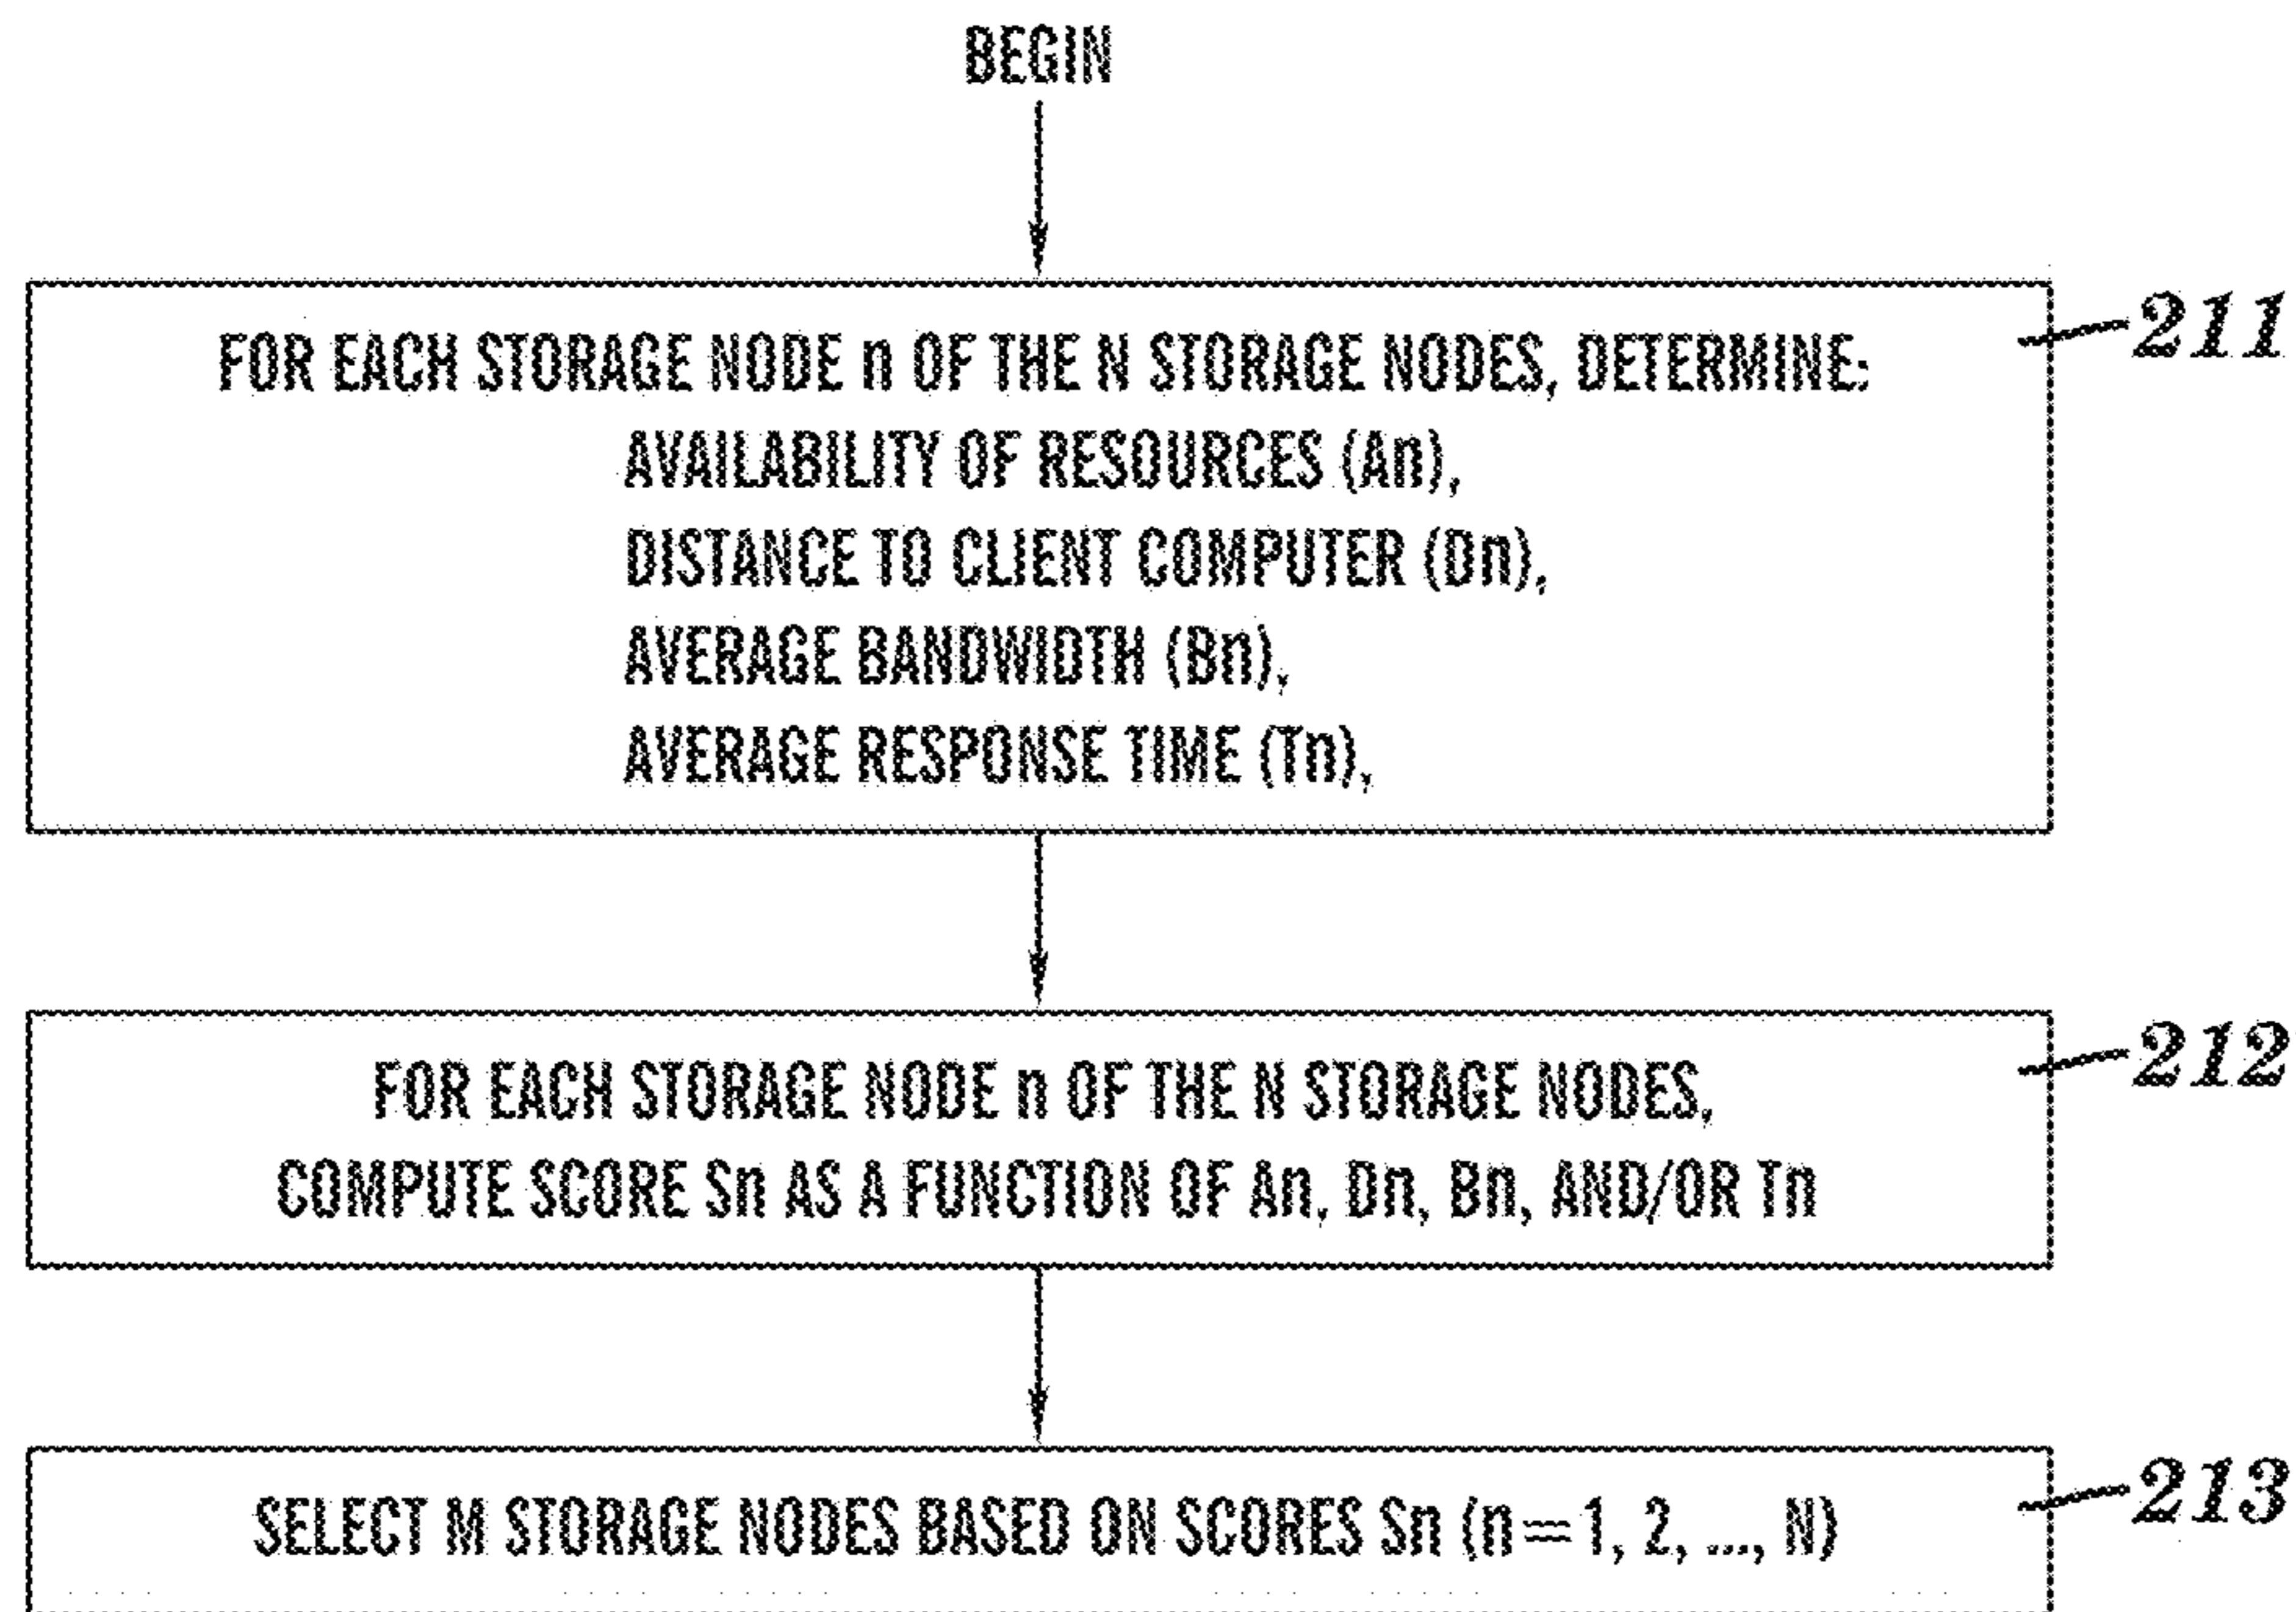 BEGIN
FOR EACH STORAGE NODE n OF THE N STORAGE NODES, DETERMINE:
211
AVAILABILITY OF RESOURCES (An),
DISTANCE TO CLIENT COMPUTER (Dn),
AVERAGE BANDWIDTH (Bn),
AVERAGE RESPONSE TIME (Tn),
FOR EACH STORAGE NODE n OF THE N STORAGE NODES,
212
COMPUTE SCORE Sn AS A FUNCTION OF An, Dn, Bn, AND/OR Tn
SELECT M STORAGE NODES BASED ON SCORES Sn (n=1, 2, ..., N)
213